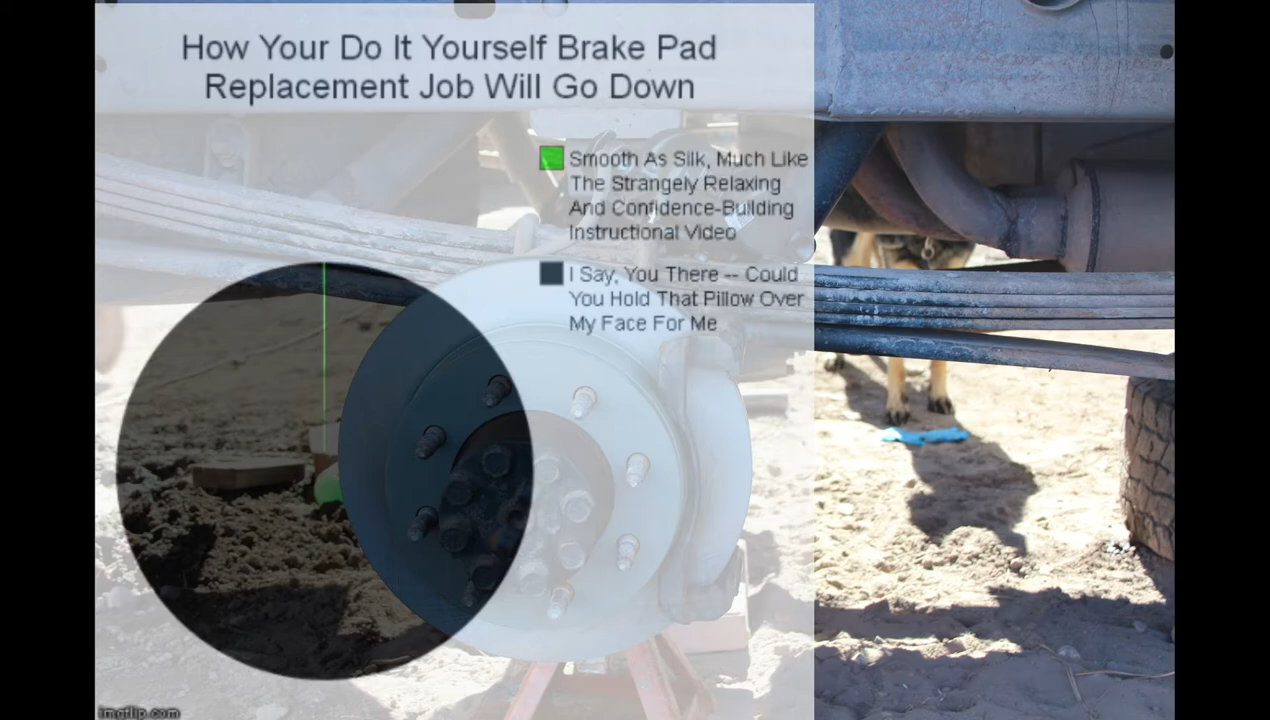 How Your Do It Yourself Brake Pad
Replacement Job Will Go Down
Smooth As Silk, Much Like
The Strangely Relaxing
And Confidence-Building
Instructional Video
I Say, You There -- Could
You Hold That Pillow Over
My Face For Me
imgflip.com